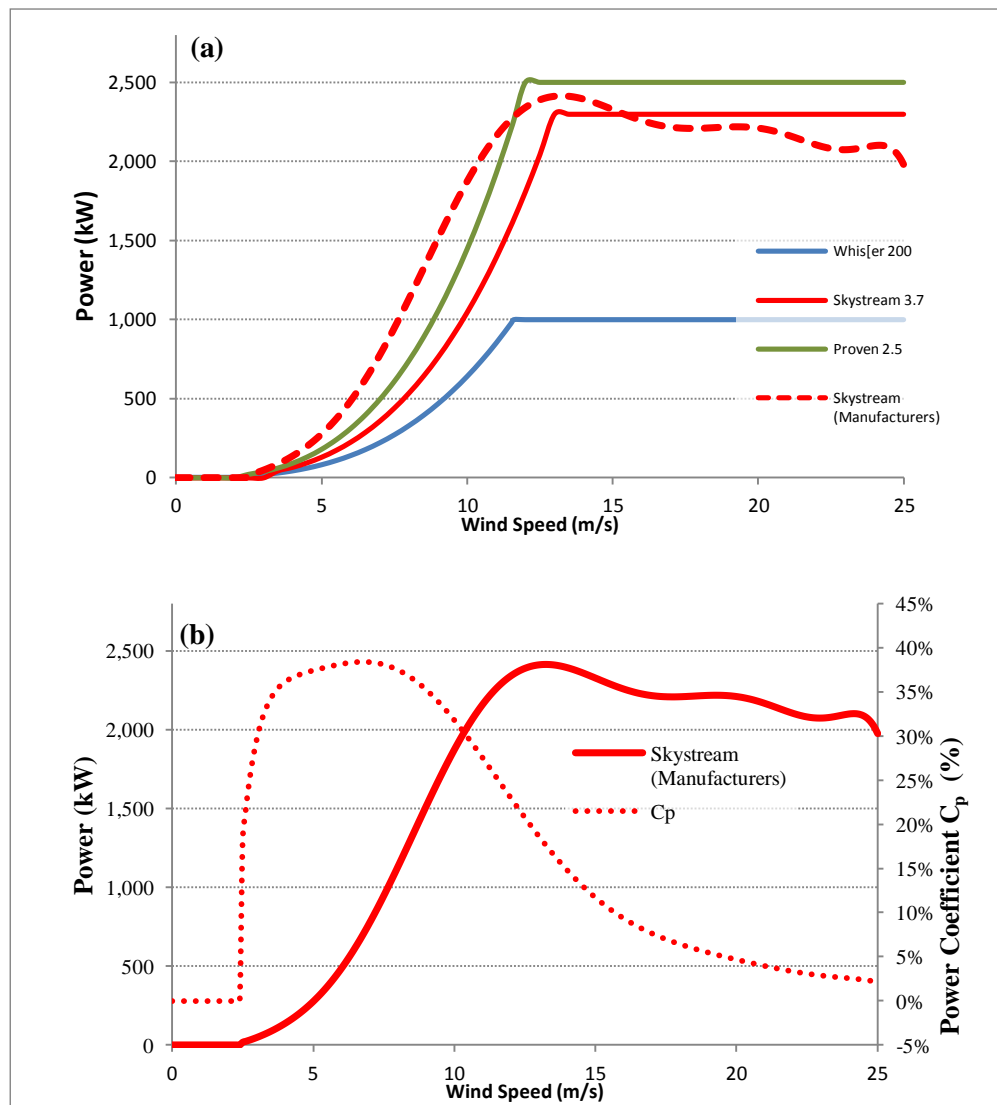 (a)
2,500
2,000
1,500
1,000
500
0
Power (kW)
Whis[er 200
Skystream 3.7
Proven 2.5
Skystream
(Manufacturers)
0 5 10 15 20 25
Wind Speed (m/s)
(b)
2,500
2,000
1,500
1,000
500
0
Power (kW)
Skystream
(Manufacturers)
Cp
45%
40%
35%
30%
25%
20%
15%
10%
5%
0%
-5%
Power Coefficient Cp (%)
0 5 10 15 20 25
Wind Speed (m/s)